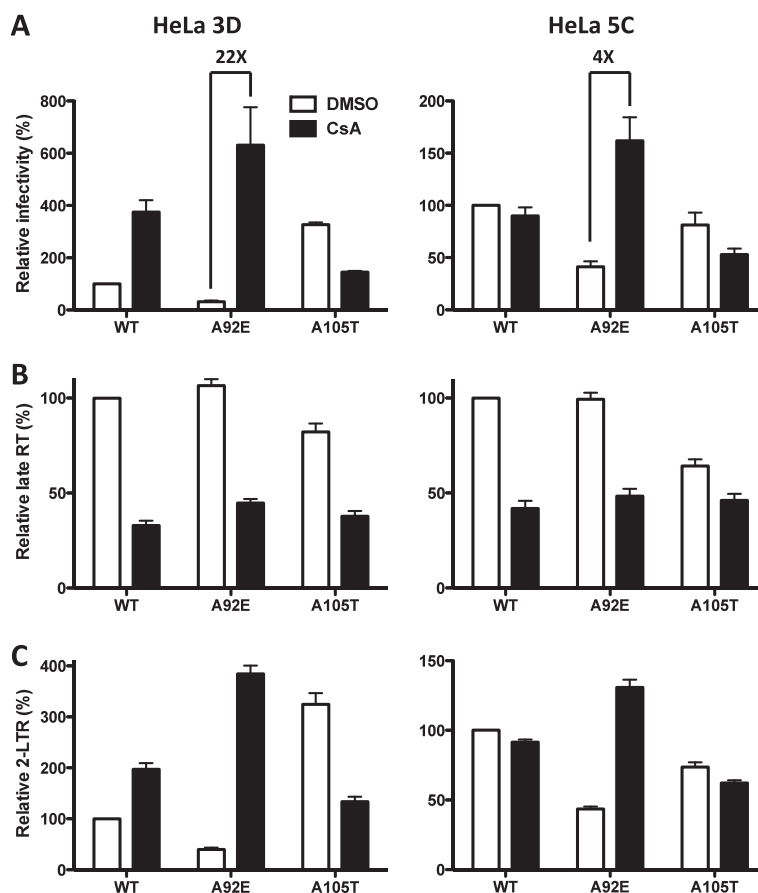 A
HeLa 3D
HeLa 5C
22X
4X
DMSO
CsA
Relative infectivity (%)
800
600
400
200
0
WT
A92E
A105T
200
150
100
50
0
WT
A92E
A105T
B
Relative late RT (%)
100
50
0
WT
A92E
A105T
100
50
0
WT
A92E
A105T
C
Relative 2-LTR (%)
400
300
200
100
0
WT
A92E
A105T
150
100
50
0
WT
A92E
A105T